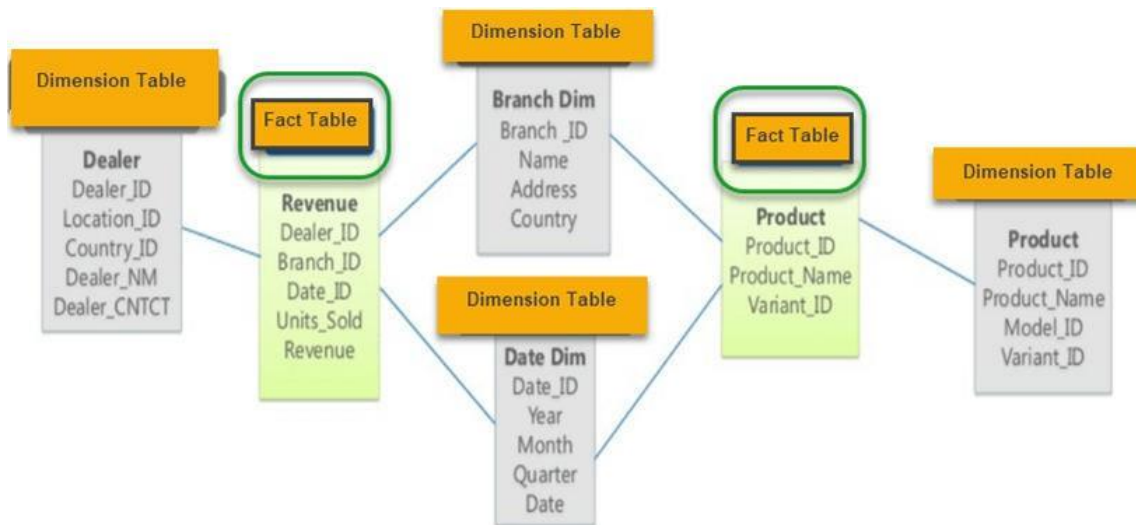 Dimension Table
Dealer
Dealer_ID
Location_ID
Country_ID
Dealer_NM
Dealer_CNTCT
Fact Table
Revenue
Dealer_ID
Branch_ID
Date_ID
Units_Sold
Revenue
Dimension Table
Branch Dim
Branch _ID
Name
Address
Country
Dimension Table
Date Dim
Date_ID
Year
Month
Quarter
Date
Fact Table
Product
Product_ID
Product_Name
Variant_ID
Dimension Table
Product
Product_ID
Product_Name
Model_ID
Variant_ID